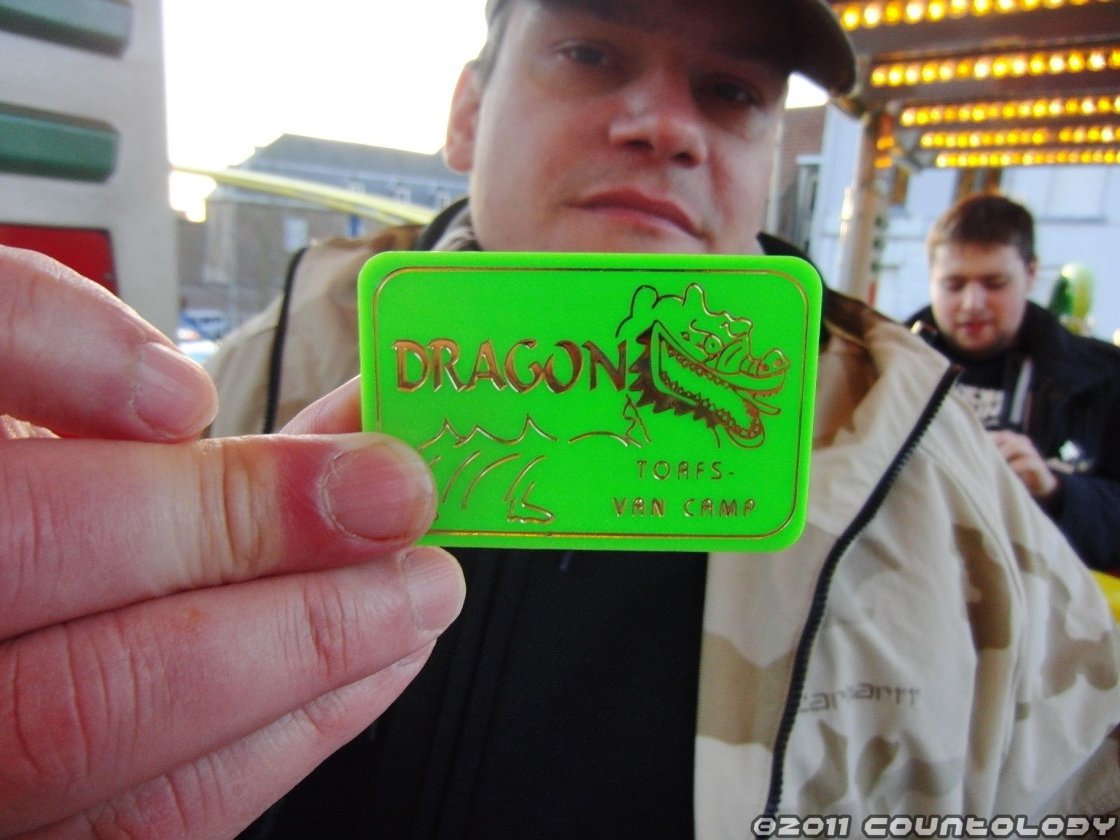 DRAGON
TORFS-
VAN CAMP
carhartt
©2011 COUNTOLOGY